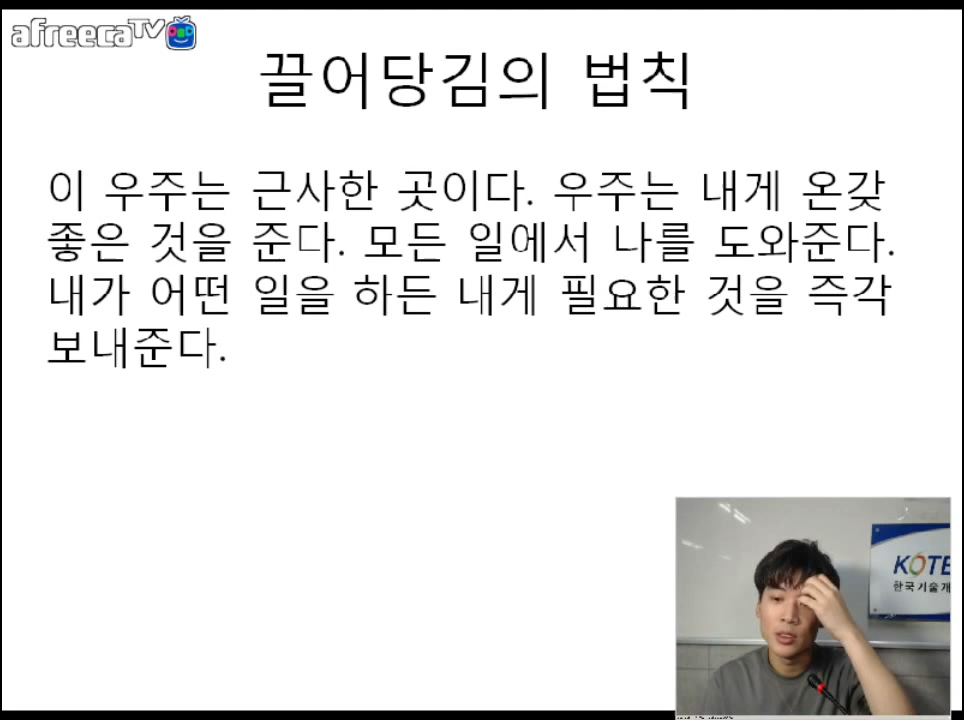 afreecaTV
끌어당김의 법칙
이 우주는 근사한 곳이다. 우주는 내게 온갖
좋은 것을 준다. 모든 일에서 나를 도와준다.
내가 어떤 일을 하든 내게 필요한 것을 즉각
보내준다.
KOTE
한국기술개